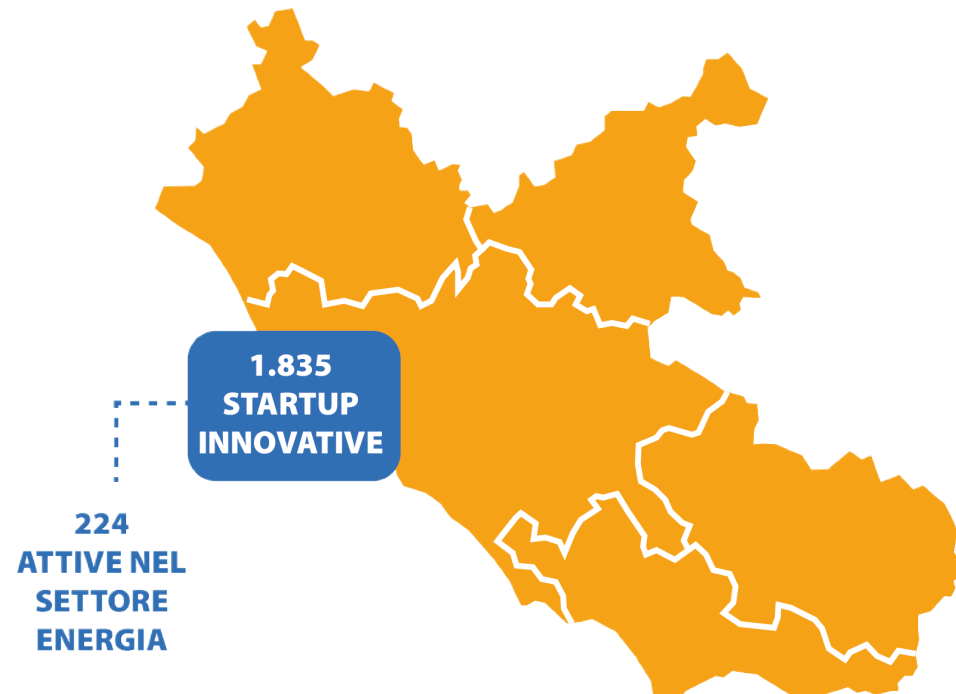 1.835
STARTUP
INNOVATIVE
224
ATTIVE NEL
SETTORE
ENERGIA